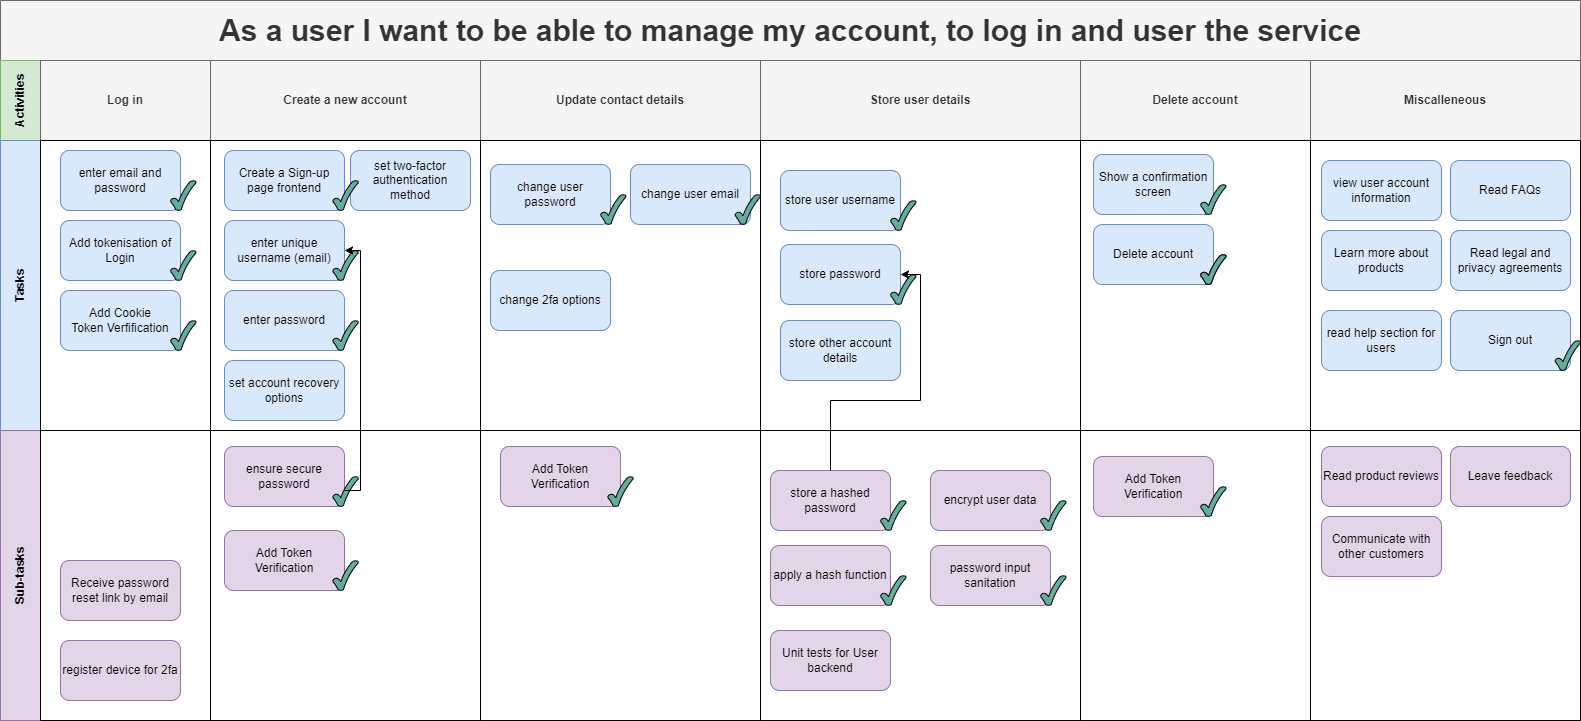 As a user I want to be able to manage my account, to log in and user the service
Activities
Log in
Create a new account
Update contact details
Store user details
Delete account
Miscalleneous
Tasks
enter email and
password
Add tokenisation of
Login
Add Cookie
Token Verfification
Create a Sign-up
page frontend
set two-factor
authentication
method
enter unique
username (email)
enter password
set account recovery
options
change user
password
change user email
change 2fa options
store user username
store password
store other account
details
Show a confirmation
screen
Delete account
view user account
information
Read FAQs
Learn more about
products
Read legal and
privacy agreements
read help section for
users
Sign out
Sub-tasks
Receive password
reset link by email
register device for 2fa
ensure secure
password
Add Token
Verification
Add Token
Verification
store a hashed
password
encrypt user data
apply a hash function
password input
sanitation
Unit tests for User
backend
Add Token
Verification
Read product reviews
Leave feedback
Communicate with
other customers